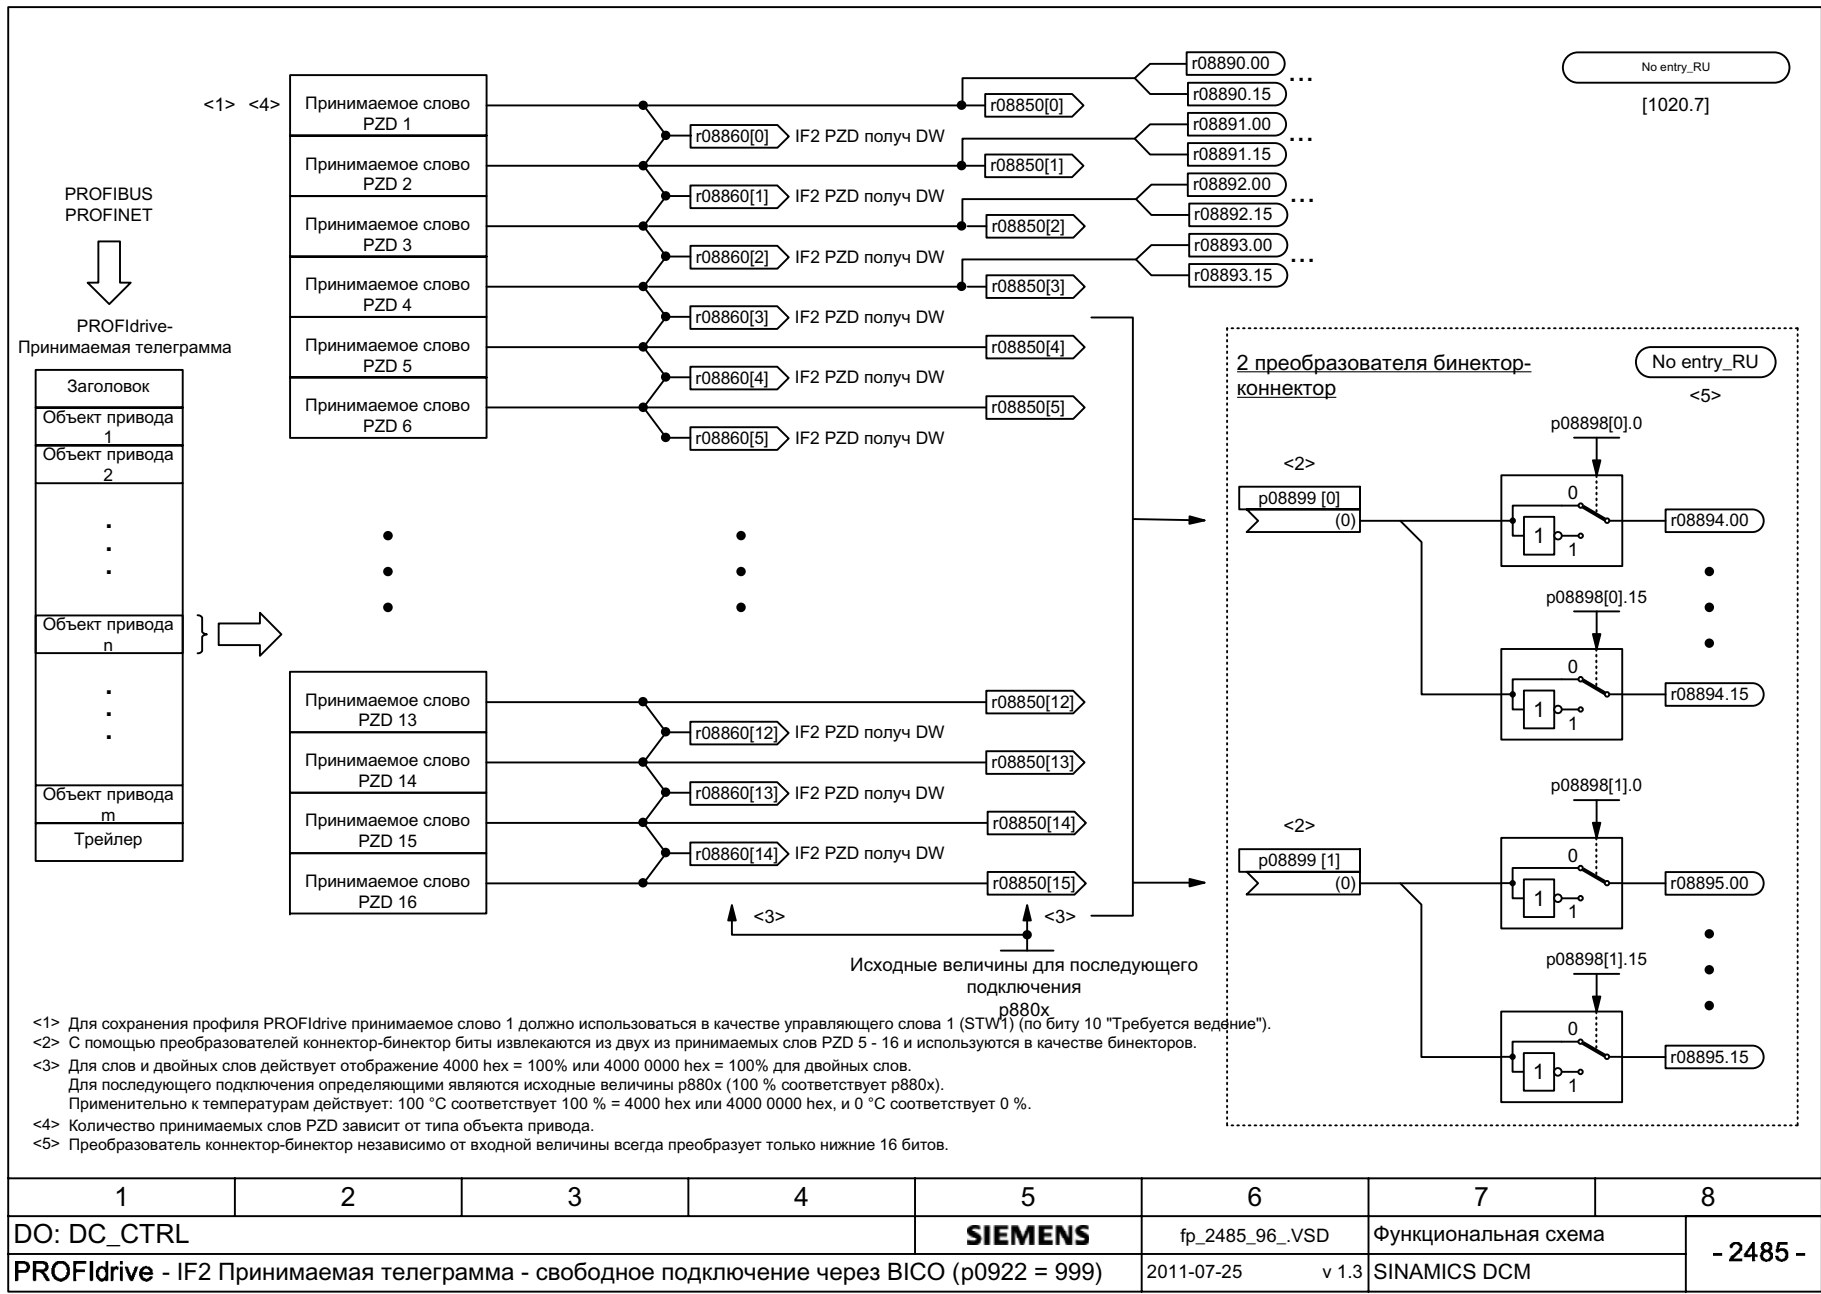 r08890.00
...
r08890.15
No entry_RU
[1020.7]
<1> <4>
Принимаемое слово
PZD 1
r08850[0]
r08860[0] IF2 PZD получ DW
r08891.00
...
r08891.15
Принимаемое слово
PZD 2
r08850[1]
r08860[1] IF2 PZD получ DW
r08892.00
...
r08892.15
PROFIBUS
PROFINET
Принимаемое слово
PZD 3
r08850[2]
r08860[2] IF2 PZD получ DW
r08893.00
...
r08893.15
Принимаемое слово
PZD 4
r08850[3]
r08860[3] IF2 PZD получ DW
PROFIdrive-
Принимаемая телеграмма
Принимаемое слово
PZD 5
r08850[4]
r08860[4] IF2 PZD получ DW
Принимаемое слово
PZD 6
r08850[5]
r08860[5] IF2 PZD получ DW
Заголовок
Объект привода
1
Объект привода
2
Объект привода
n
Объект привода
m
Трейлер
Принимаемое слово
PZD 13
r08850[12]
r08860[12] IF2 PZD получ DW
Принимаемое слово
PZD 14
r08850[13]
r08860[13] IF2 PZD получ DW
Принимаемое слово
PZD 15
r08850[14]
r08860[14] IF2 PZD получ DW
Принимаемое слово
PZD 16
r08850[15]
<3>
<3>
Исходные величины для последующего
подключения
p880x
2 преобразователя бинектор-
коннектор
No entry_RU
<5>
p08898[0].0
<2>
p08899 [0]
(0)
0
1
1
r08894.00
p08898[0].15
0
1
1
r08894.15
p08898[1].0
<2>
p08899 [1]
(0)
0
1
1
r08895.00
p08898[1].15
0
1
1
r08895.15
<1> Для сохранения профиля PROFIdrive принимаемое слово 1 должно использоваться в качестве управляющего слова 1 (STW1) (по биту 10 "Требуется ведение").
<2> С помощью преобразователей коннектор-бинектор биты извлекаются из двух из принимаемых слов PZD 5 - 16 и используются в качестве бинекторов.
<3> Для слов и двойных слов действует отображение 4000 hex = 100% или 4000 0000 hex = 100% для двойных слов.
Для последующего подключения определяющими являются исходные величины p880x (100 % соответствует p880x).
Применительно к температурам действует: 100 °C соответствует 100 % = 4000 hex или 4000 0000 hex, и 0 °C соответствует 0 %.
<4> Количество принимаемых слов PZD зависит от типа объекта привода.
<5> Преобразователь коннектор-бинектор независимо от входной величины всегда преобразует только нижние 16 битов.
1 2 3 4 5 6 7 8
DO: DC_CTRL
SIEMENS
fp_2485_96_.VSD
Функциональная схема
- 2485 -
PROFIdrive - IF2 Принимаемая телеграмма - свободное подключение через BICO (p0922 = 999)
2011-07-25 v 1.3
SINAMICS DCM